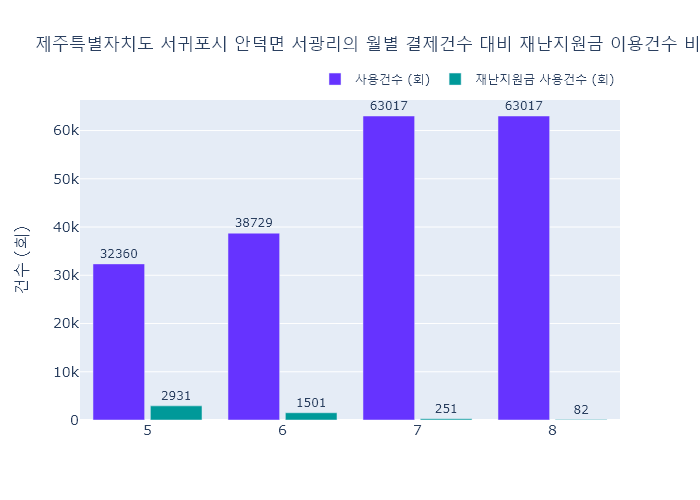 제주특별자치도 서귀포시 안덕면 서광리의 월별 결제건수 대비 재난지원금 이용건수 비
사용건수 (회) 재난지원금 사용건수 (회)
63017 63017
60k
50k
40k
38729
32360
건수 (회)
30k
20k
10k
2931 1501 251 82
0
5 6 7 8